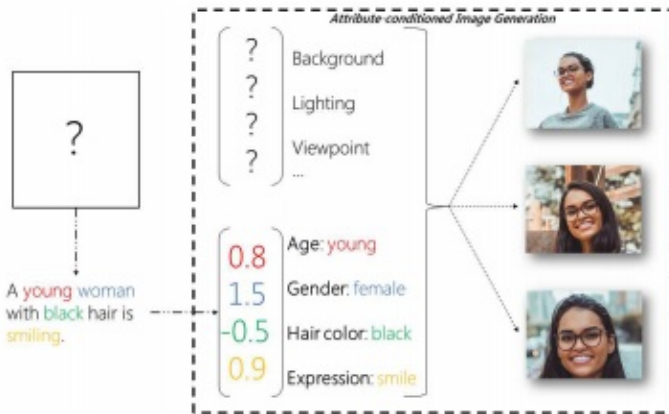 Attribute-conditioned Image Generation
?
?
?
?
Background
Lighting
Viewpoint
...
?
A young woman
with black hair is
smiling.
0.8
1.5
-0.5
0.9
Age: young
Gender: female
Hair color: black
Expression: smile